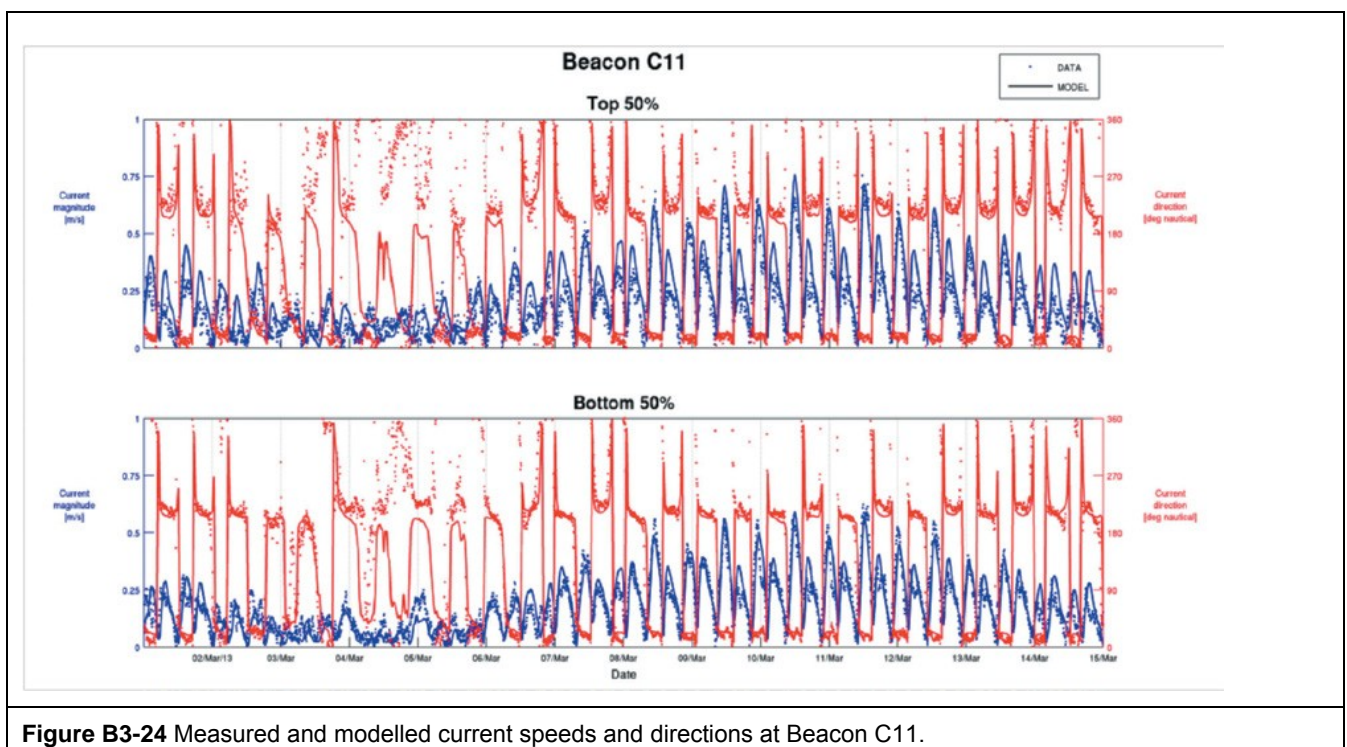 Beacon C11
DATA
MODEL
Top 50%
1
0.75
0.5
0.25
0
Current
magnitude
[m/s]
360
270
180
90
0
Current
direction
[deg nautical]
Bottom 50%
1
0.75
0.5
0.25
0
Current
magnitude
[m/s]
360
270
180
90
0
Current
direction
[deg nautical]
02/Mar/13 03/Mar 04/Mar 05/Mar 06/Mar 07/Mar 08/Mar 09/Mar 10/Mar 11/Mar 12/Mar 13/Mar 14/Mar 15/Mar
Date
Figure B3-24 Measured and modelled current speeds and directions at Beacon C11.